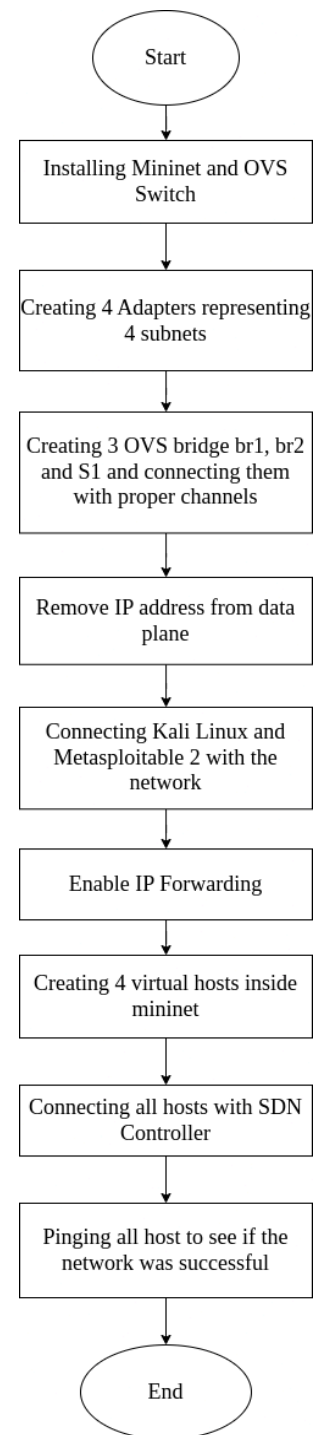 Start
Installing Mininet and OVS
Switch
Creating 4 Adapters representing
4 subnets
Creating 3 OVS bridge br1, br2
and S1 and connecting them
with proper channels
Remove IP address from data
plane
Connecting Kali Linux and
Metasploitable 2 with the
network
Enable IP Forwarding
Creating 4 virtual hosts inside
mininet
Connecting all hosts with SDN
Controller
Pinging all host to see if the
network was successful
End